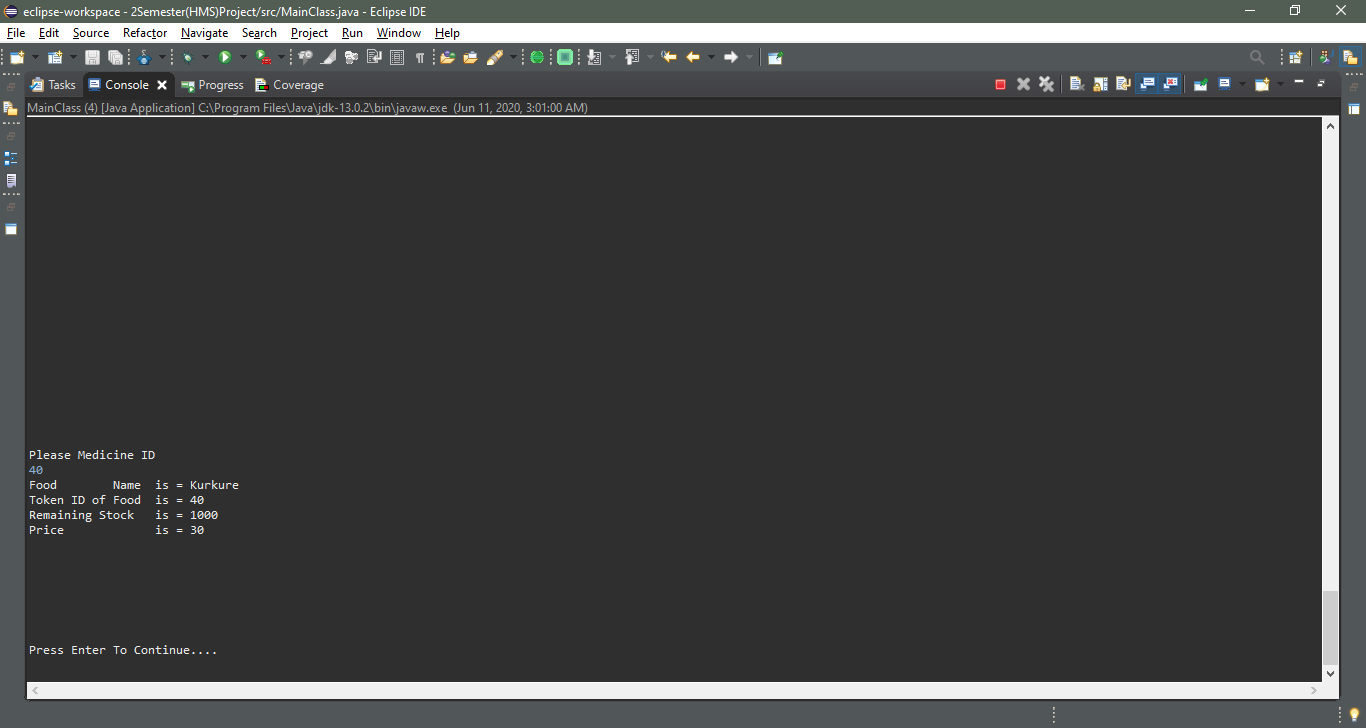 eclipse-workspace - 2Semester(HMS)Project/src/MainClass.java - Eclipse IDE
File Edit Source Refactor Navigate Search Project Run Window Help
Tasks Console Progress Coverage
MainClass (4) [Java Application] C:\Program Files\Java\jdk-13.0.2\bin\javaw.exe (Jun 11, 2020, 3:01:00 AM)
Please Medicine ID
40
Food        Name  is = Kurkure
Token ID of Food  is = 40
Remaining Stock   is = 1000
Price             is = 30
Press Enter To Continue....